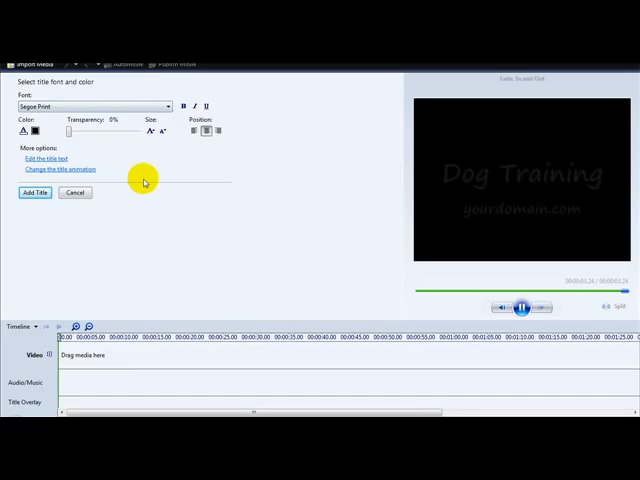 Import Media AutoMovie Publish Movie
Select title font and color
Fade, In and Out
Font:
Segoe Print
B I U
Color: Transparency: 0% Size: Position:
A A A
More options:
Edit the title text
Change the title animation
Add Title Cancel
Dog Training
yourdomain.com
00:00:03.24 / 00:00:03.24
Split
Timeline
00.00 00:00:05.00 00:00:10.00 00:00:15.00 00:00:20.00 00:00:25.00 00:00:30.00 00:00:35.00 00:00:40.00 00:00:45.00 00:00:50.00 00:00:55.00 00:01:00.00 00:01:05.00 00:01:10.00 00:01:15.00 00:01:20.00 00:01:25.00
Video Drag media here
Audio/Music
Title Overlay